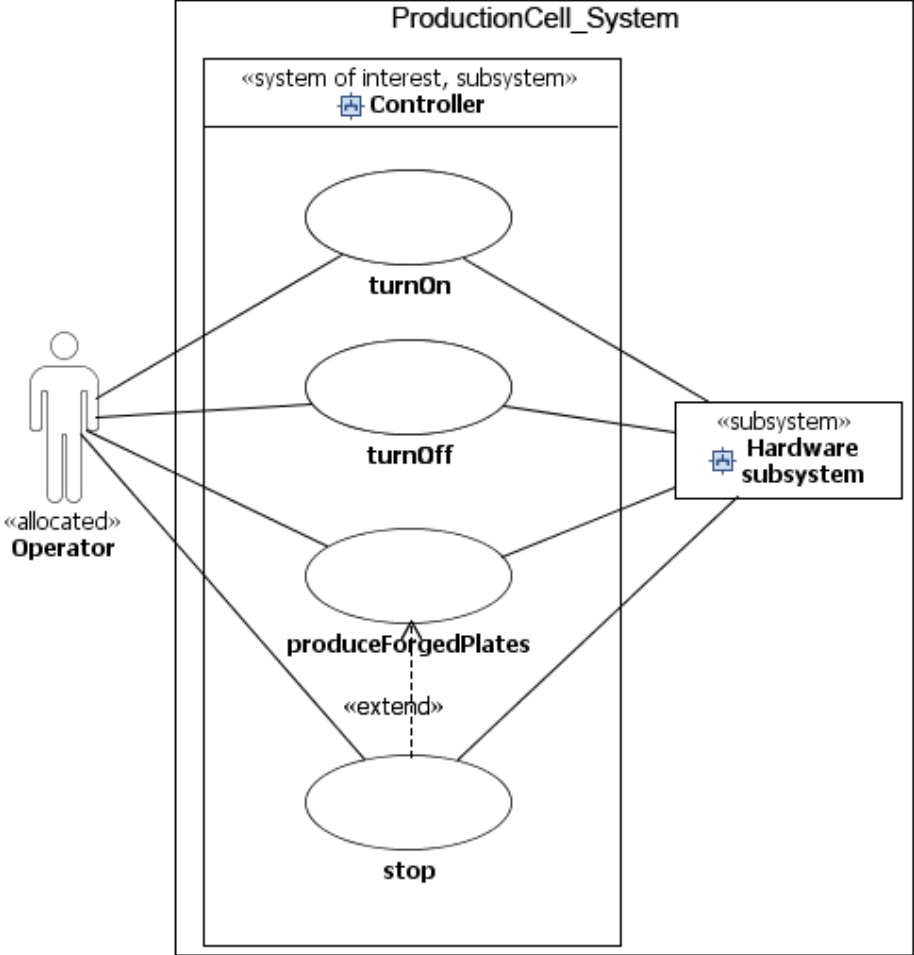 ProductionCell_System
«system of interest, subsystem»
Controller
turnOn
turnOff
«subsystem»
Hardware
subsystem
«allocated»
Operator
produceForgedPlates
«extend»
stop